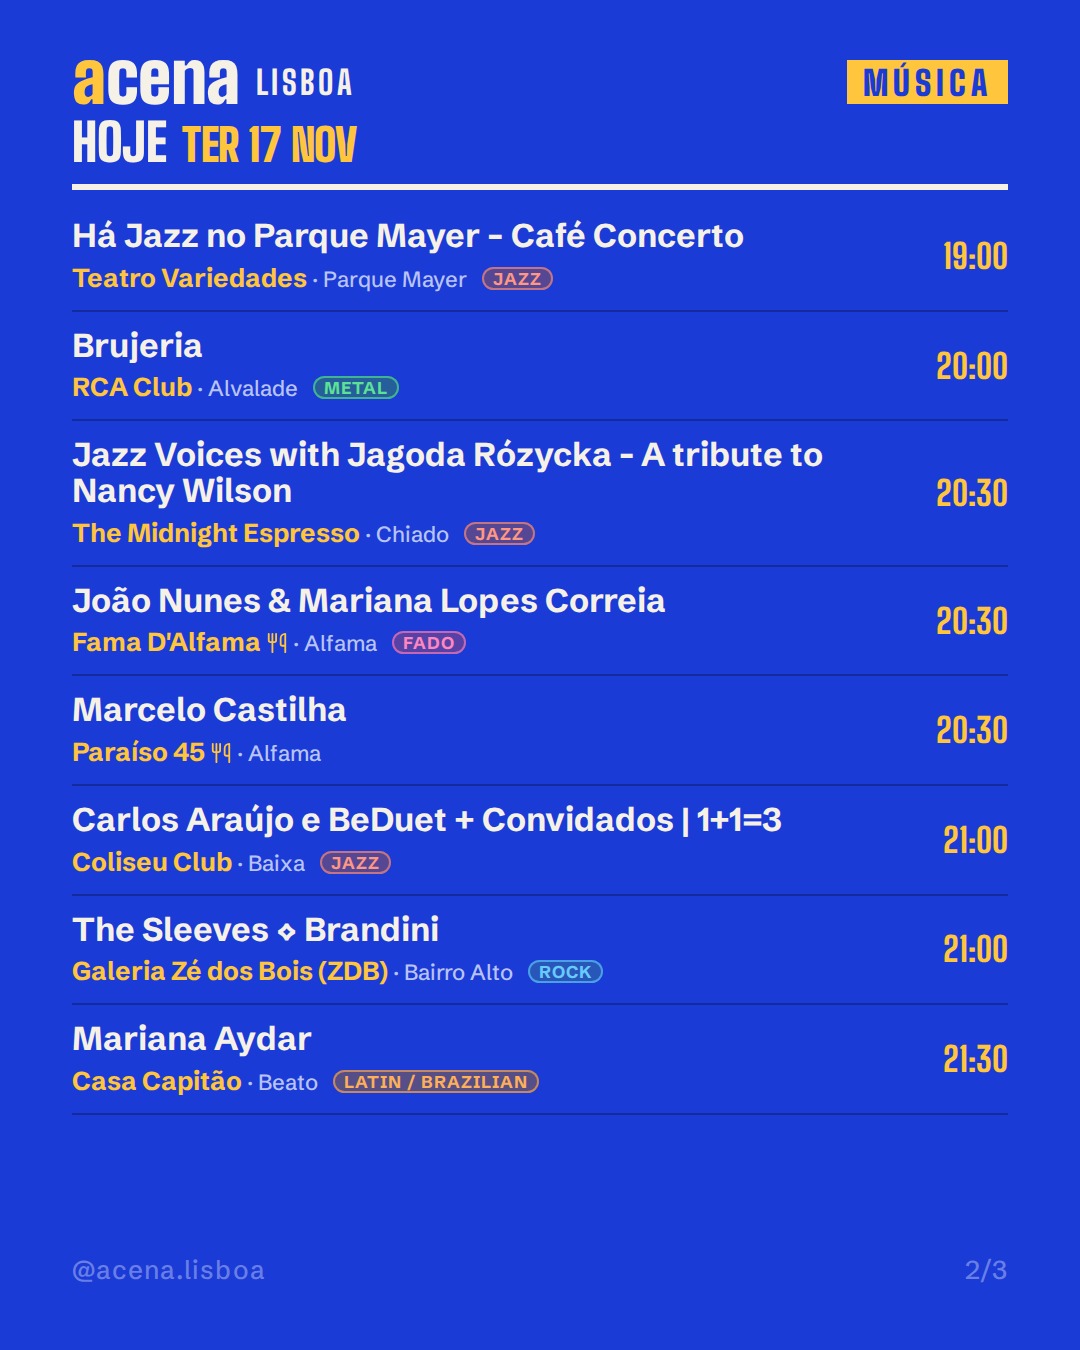 acena LISBOA
MÚSICA
HOJE TER 17 NOV
Há Jazz no Parque Mayer – Café Concerto
Teatro Variedades · Parque Mayer JAZZ
19:00
Brujeria
RCA Club · Alvalade METAL
20:00
Jazz Voices with Jagoda Rózycka – A tribute to
Nancy Wilson
The Midnight Espresso · Chiado JAZZ
20:30
João Nunes & Mariana Lopes Correia
Fama D'Alfama · Alfama FADO
20:30
Marcelo Castilha
Paraíso 45 · Alfama
20:30
Carlos Araújo e BeDuet + Convidados | 1+1=3
Coliseu Club · Baixa JAZZ
21:00
The Sleeves ⋄ Brandini
Galeria Zé dos Bois (ZDB) · Bairro Alto ROCK
21:00
Mariana Aydar
Casa Capitão · Beato LATIN / BRAZILIAN
21:30
@acena.lisboa
2/3